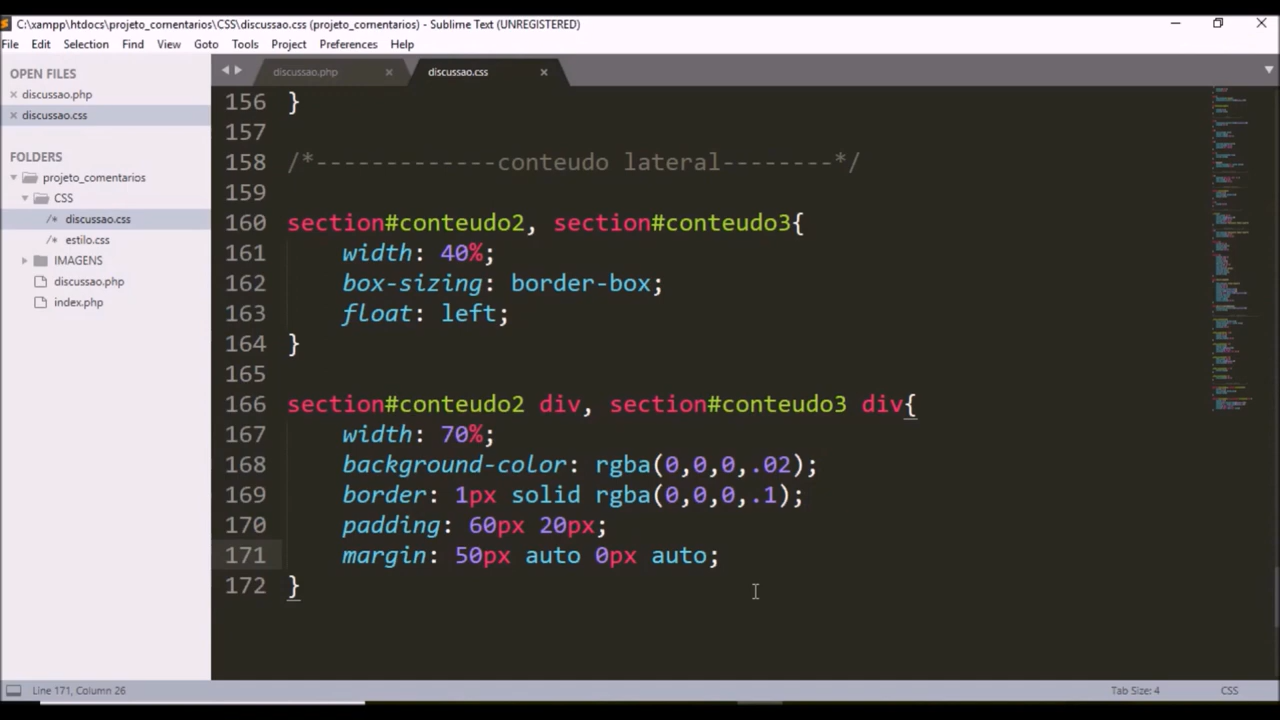 C:\xampp\htdocs\projeto_comentarios\CSS\discussao.css (projeto_comentarios) - Sublime Text (UNREGISTERED)
File Edit Selection Find View Goto Tools Project Preferences Help
OPEN FILES
discussao.php
discussao.css
FOLDERS
projeto_comentarios
CSS
/* discussao.css
/* estilo.css
IMAGENS
discussao.php
index.php
discussao.php discussao.css
156 }
157
158 /*-------------conteudo lateral--------*/
159
160 section#conteudo2, section#conteudo3{
161 width: 40%;
162 box-sizing: border-box;
163 float: left;
164 }
165
166 section#conteudo2 div, section#conteudo3 div{
167 width: 70%;
168 background-color: rgba(0,0,0,.02);
169 border: 1px solid rgba(0,0,0,.1);
170 padding: 60px 20px;
171 margin: 50px auto 0px auto;
172 }
Line 171, Column 26 Tab Size: 4 CSS